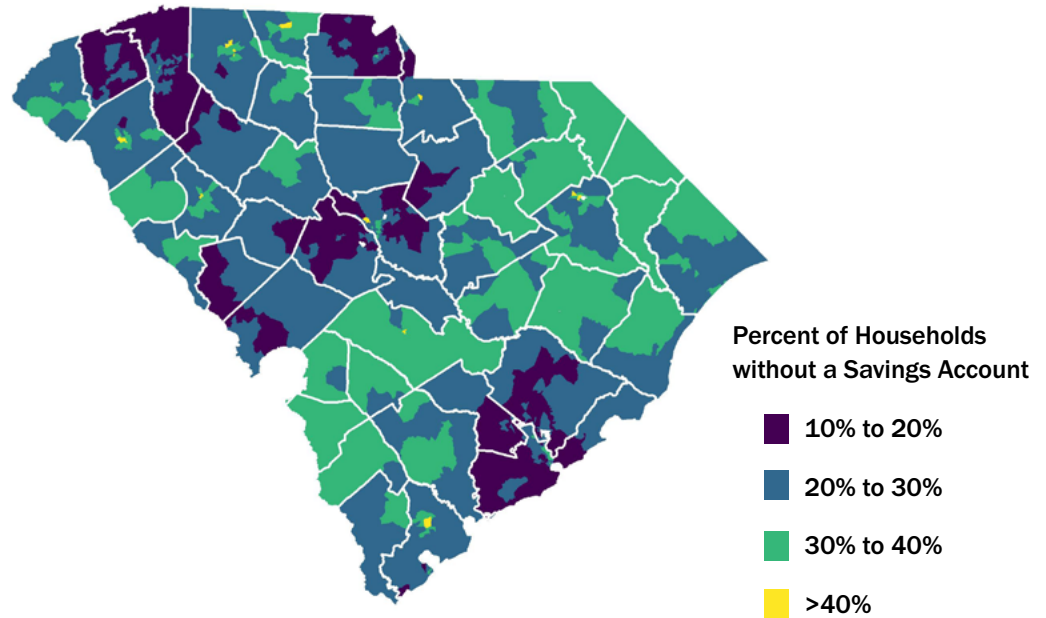 Percent of Households
without a Savings Account
10% to 20%
20% to 30%
30% to 40%
>40%